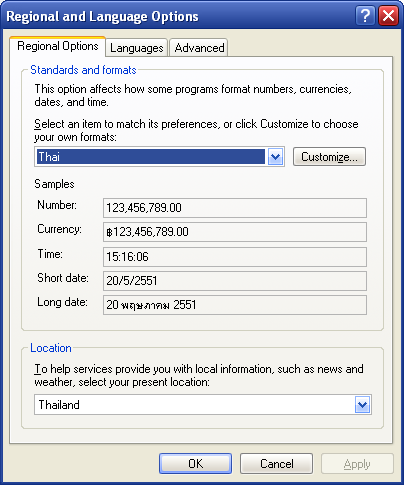 Regional and Language Options
Regional Options
Languages
Advanced
Standards and formats
This option affects how some programs format numbers, currencies,
dates, and time.
Select an item to match its preferences, or click Customize to choose
your own formats:
Thai
Customize...
Samples
Number: 123,456,789.00
Currency: ฿123,456,789.00
Time: 15:16:06
Short date: 20/5/2551
Long date: 20 พฤษภาคม 2551
Location
To help services provide you with local information, such as news and
weather, select your present location:
Thailand
OK
Cancel
Apply